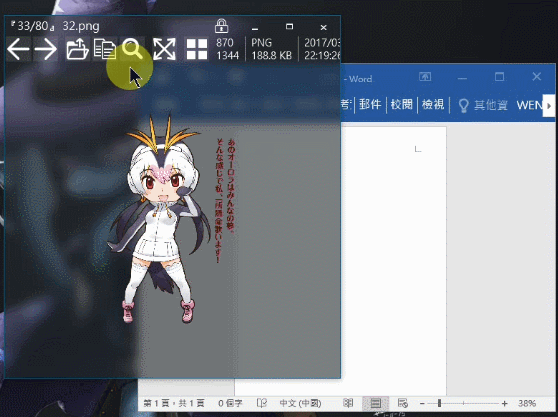 『33/80』 32.png
870
1344
PNG
188.8 KB
2017/03
22:19:26
- Word
郵件
校閱
檢視
其他資
WEN
あのオーロラはみんなの夢、
そんな感じで私、一所懸命歌います！
第 1 頁，共 1 頁
0 個字
中文 (中國)
38%